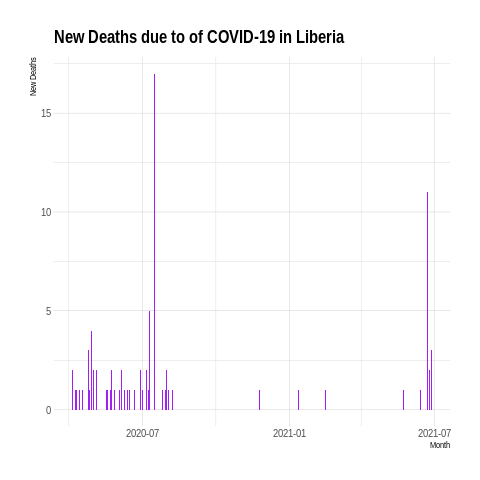 New Deaths due to of COVID-19 in Liberia
New Deaths
15
10
5
0
2020-07
2021-01
2021-07
Month